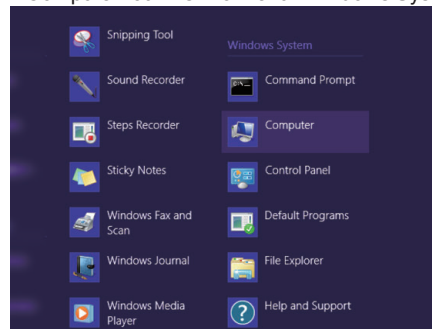 Snipping Tool
Sound Recorder
Steps Recorder
Sticky Notes
Windows Fax and
Scan
Windows Journal
Windows Media
Player
Windows System
Command Prompt
Computer
Control Panel
Default Programs
File Explorer
Help and Support